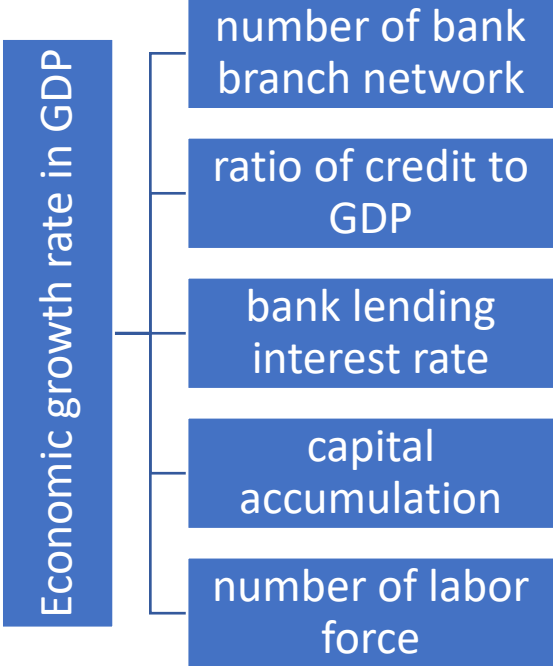 Economic growth rate in GDP
number of bank
branch network
ratio of credit to
GDP
bank lending
interest rate
capital
accumulation
number of labor
force